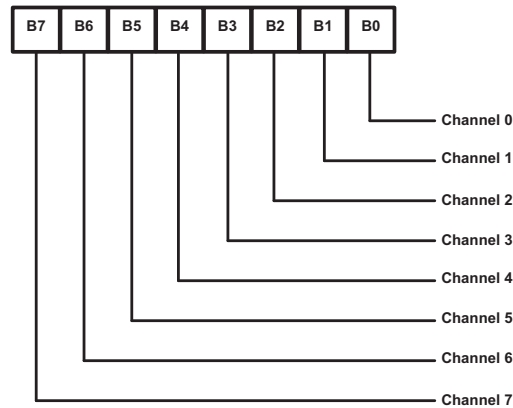 B7 B6 B5 B4 B3 B2 B1 B0
Channel 0
Channel 1
Channel 2
Channel 3
Channel 4
Channel 5
Channel 6
Channel 7